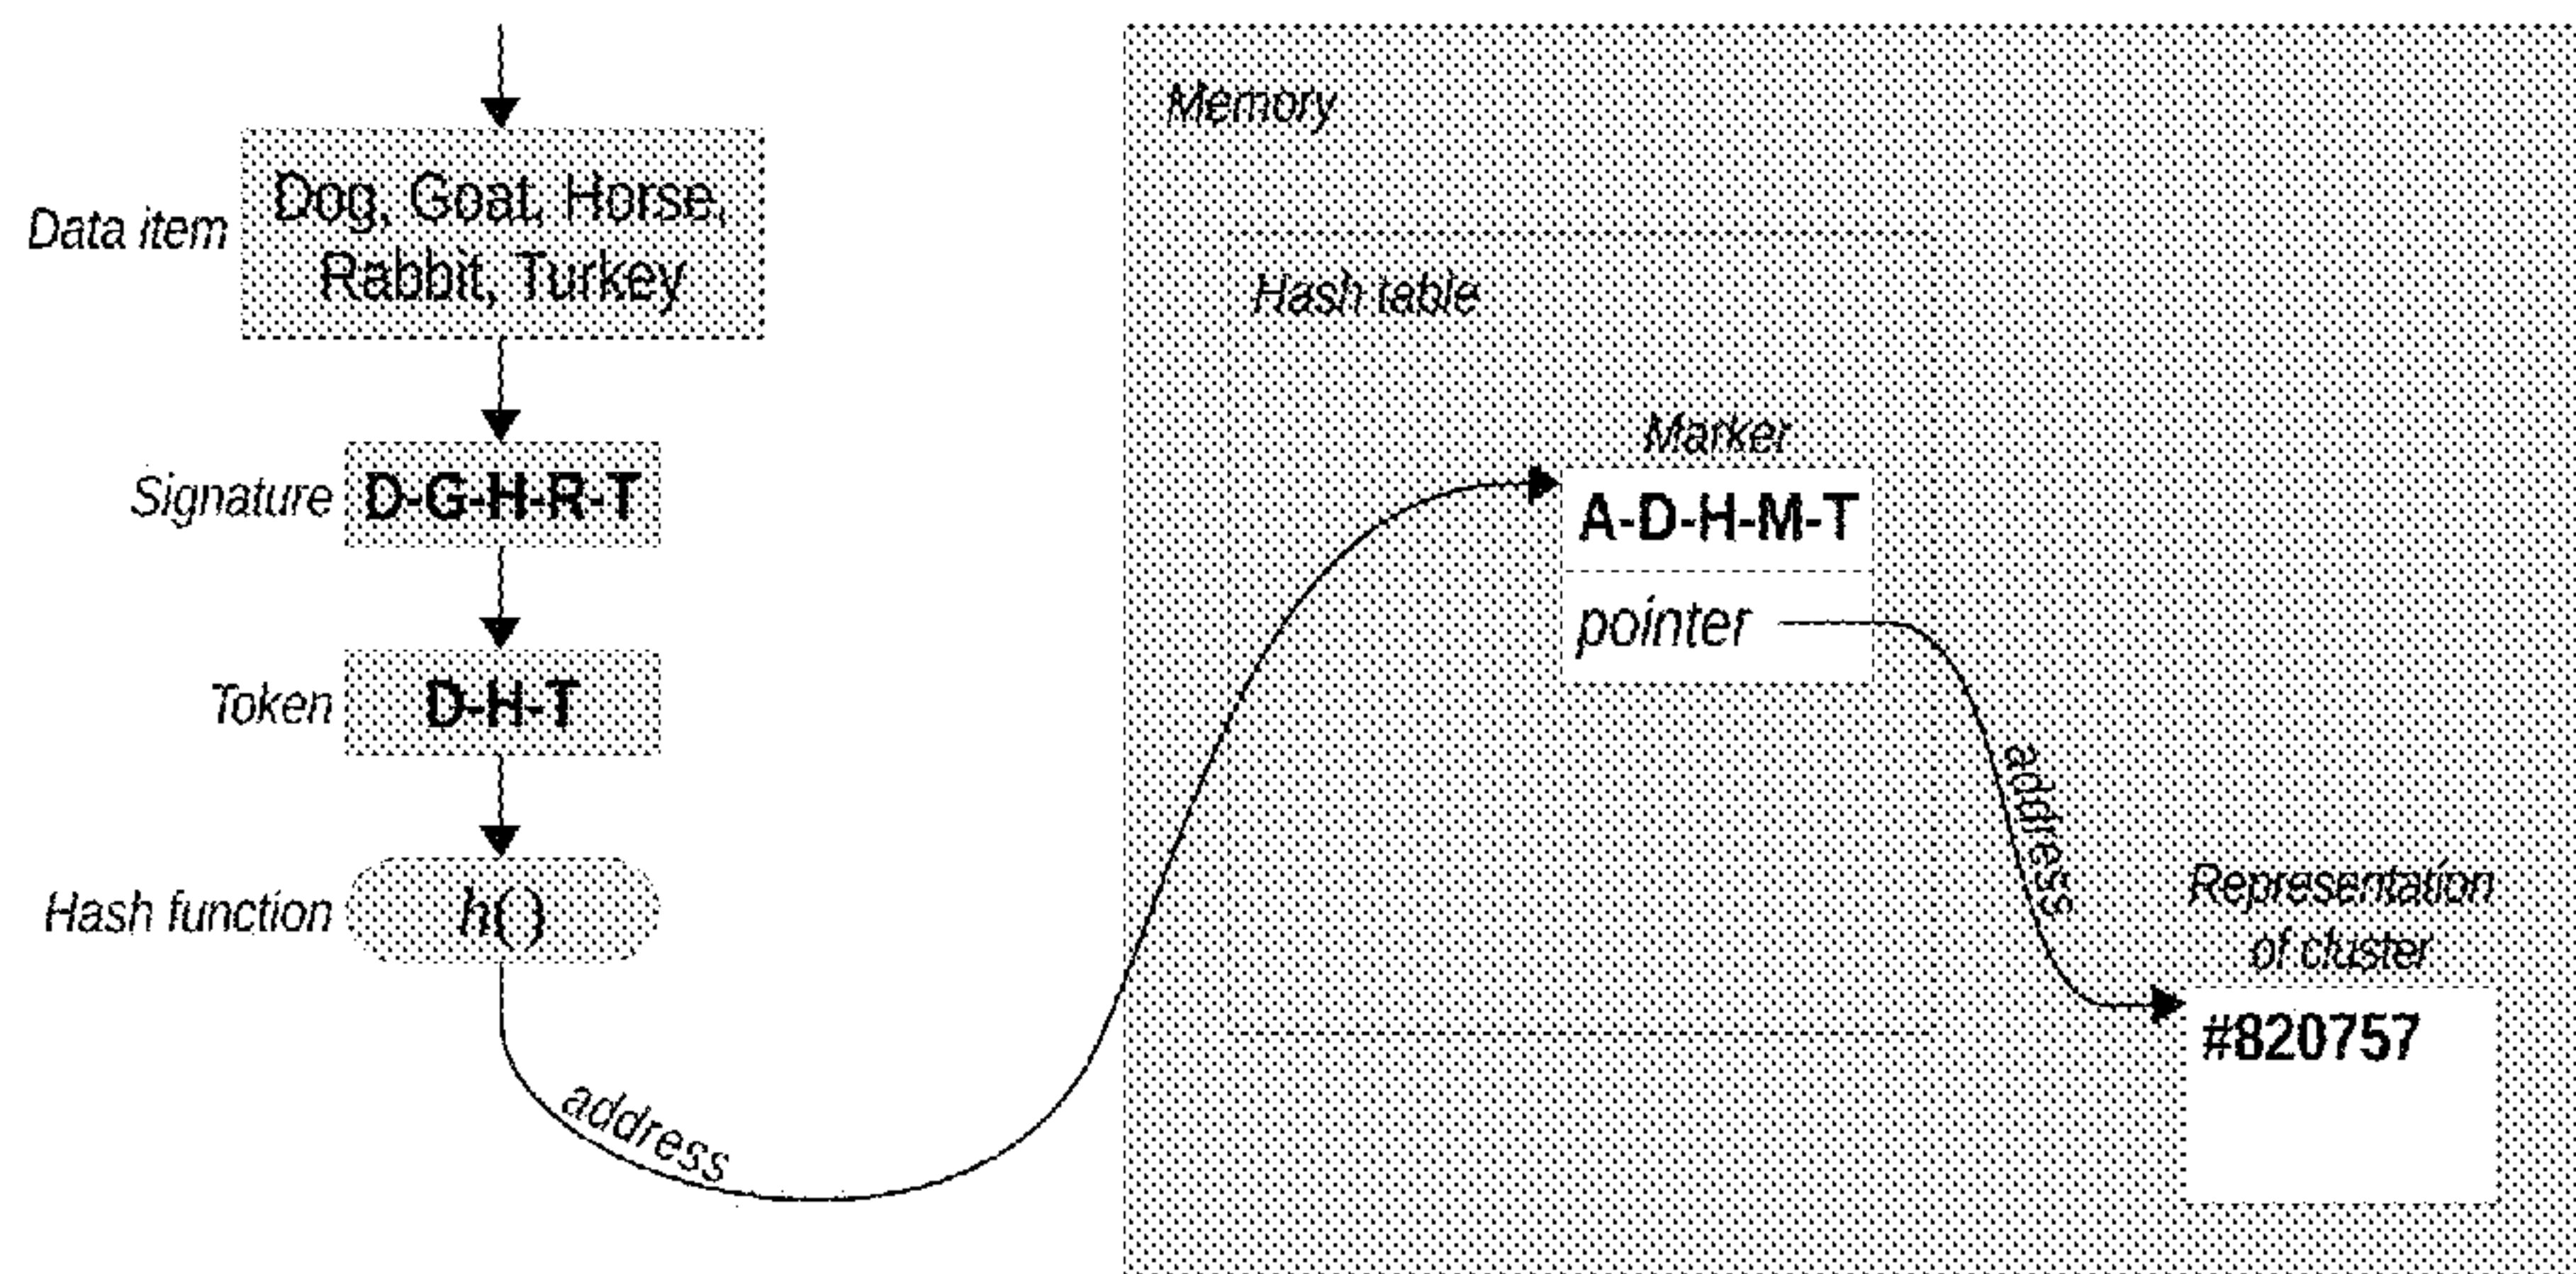 Data item
Dog, Goat, Horse,
Rabbit, Turkey
Signature
D-G-H-R-T
Token
D-H-T
Hash function
h()
address
Memory
Hash table
Marker
A-D-H-M-T
pointer
address
Representation
of cluster
#820757